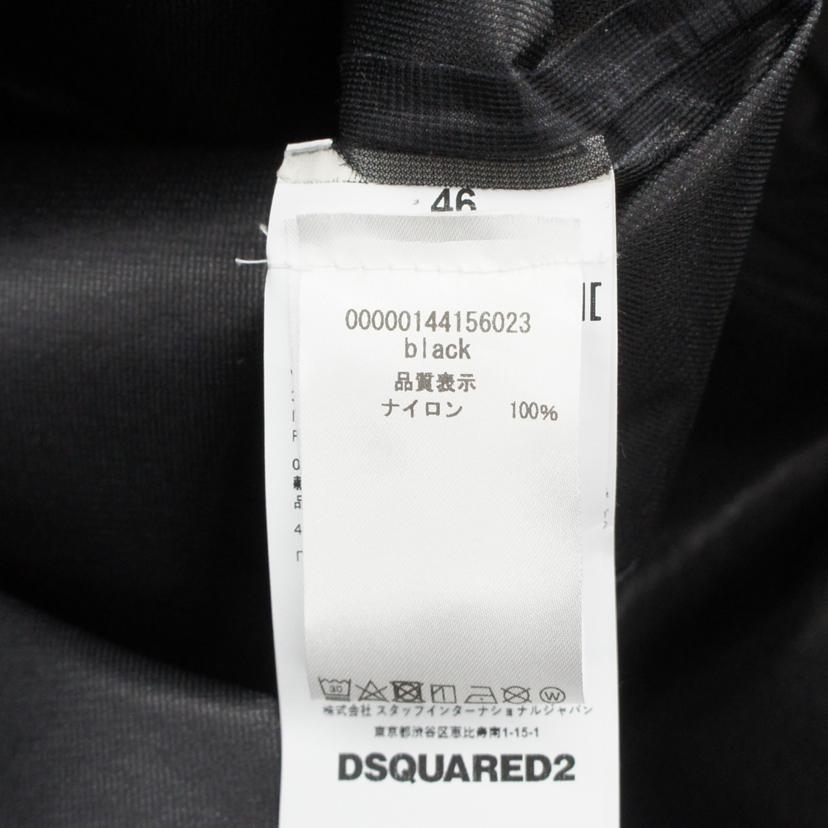 46
00000144156023
black
品質表示
ナイロン 100%
30
W
株式会社 スタッフインターナショナルジャパン
東京都渋谷区恵比寿南1-15-1
DSQUARED2